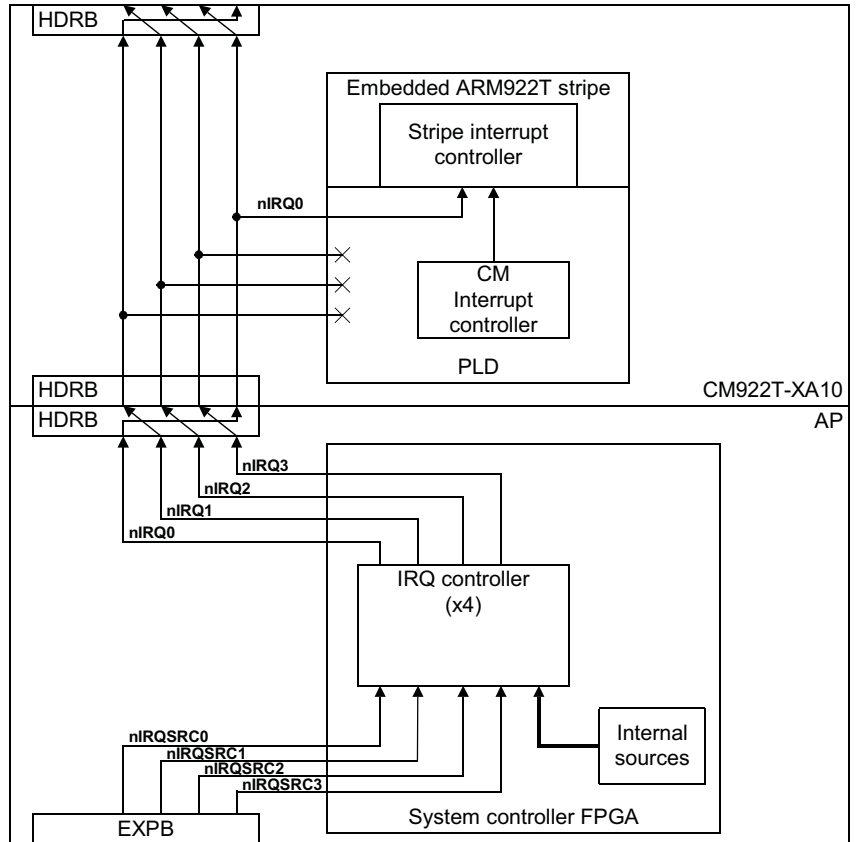 HDRB
Embedded ARM922T stripe
Stripe interrupt
controller
nIRQ0
CM
Interrupt
controller
PLD
HDRB
CM922T-XA10
HDRB
AP
nIRQ3
nIRQ2
nIRQ1
nIRQ0
IRQ controller
(x4)
nIRQSRC0
nIRQSRC1
nIRQSRC2
nIRQSRC3
Internal
sources
System controller FPGA
EXPB